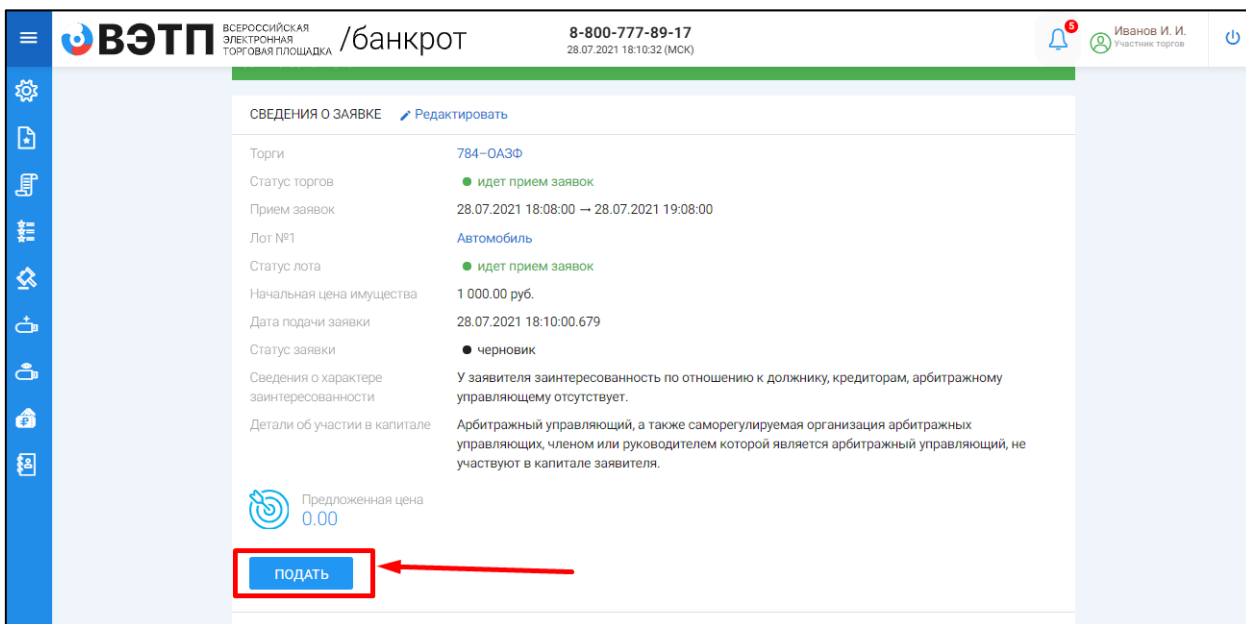 ВЭТП ВСЕРОССИЙСКАЯ ЭЛЕКТРОННАЯ ТОРГОВАЯ ПЛОЩАДКА /банкрот
8-800-777-89-17
28.07.2021 18:10:32 (МСК)
5
Иванов И. И.
Участник торгов
СВЕДЕНИЯ О ЗАЯВКЕ Редактировать
Торги 784-ОАЗФ
Статус торгов идет прием заявок
Прием заявок 28.07.2021 18:08:00 → 28.07.2021 19:08:00
Лот №1 Автомобиль
Статус лота идет прием заявок
Начальная цена имущества 1 000.00 руб.
Дата подачи заявки 28.07.2021 18:10:00.679
Статус заявки черновик
Сведения о характере заинтересованности
У заявителя заинтересованность по отношению к должнику, кредиторам, арбитражному
управляющему отсутствует.
Детали об участии в капитале
Арбитражный управляющий, а также саморегулируемая организация арбитражных
управляющих, членом или руководителем которой является арбитражный управляющий, не
участвуют в капитале заявителя.
Предложенная цена
0.00
ПОДАТЬ